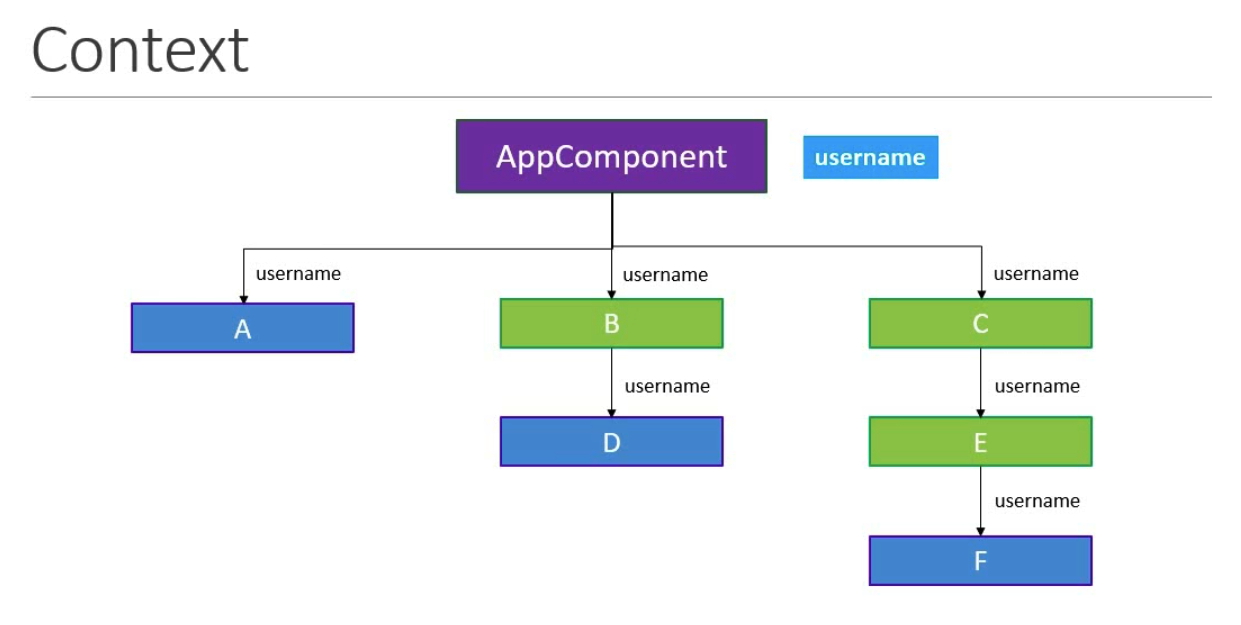 Context
AppComponent
username
username
username
username
A
B
C
username
username
D
E
username
F